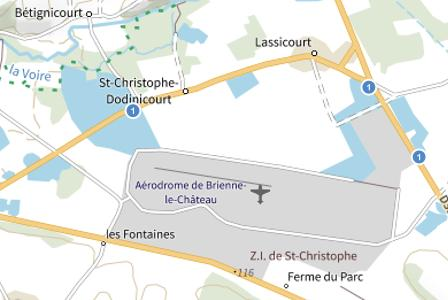 Bétignicourt
Lassicourt
la Voire
St-Christophe-
Dodinicourt
1
1
1
Aérodrome de Brienne-
le-Château
les Fontaines
Z.I. de St-Christophe
116
Ferme du Parc